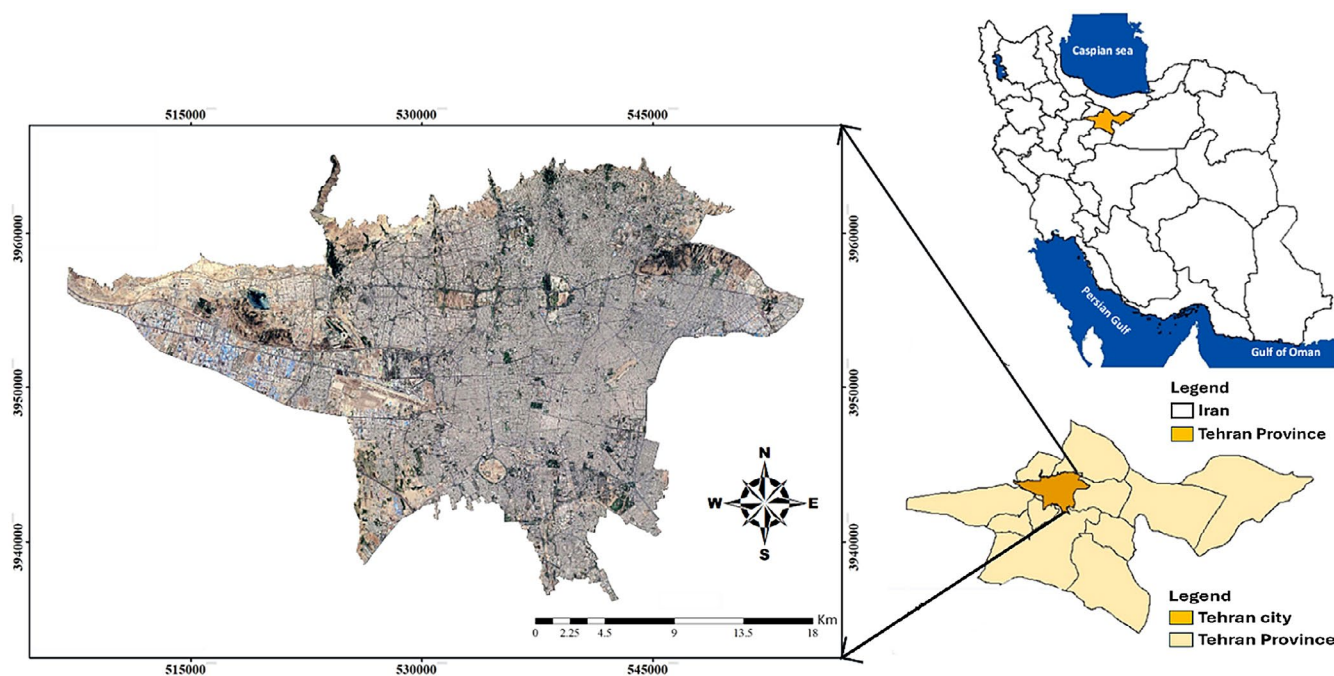 515000
530000
545000
3960000
3960000
3950000
3950000
3940000
3940000
N
W
E
S
Km
0
2.25
4.5
9
13.5
18
515000
530000
545000
Caspian sea
Persian Gulf
Gulf of Oman
Legend
Iran
Tehran Province
Legend
Tehran city
Tehran Province